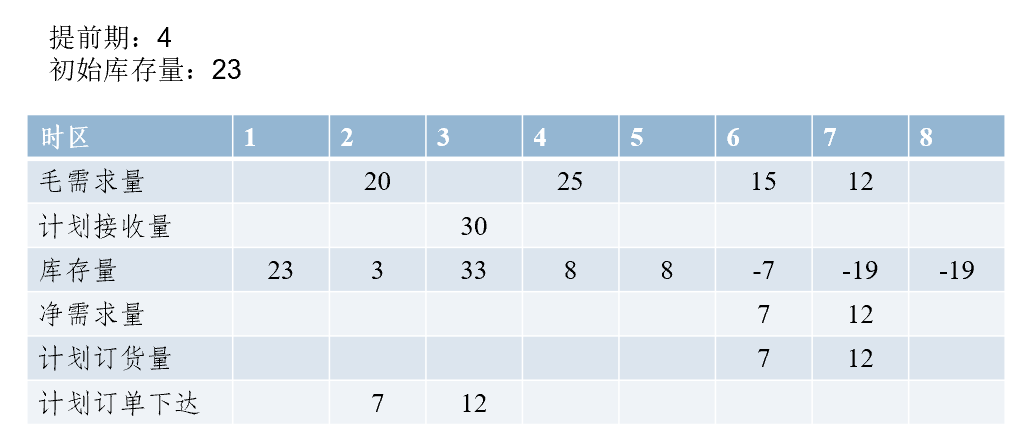 提前期：4
初始库存量：23
时区 1 2 3 4 5 6 7 8
毛需求量 20 25 15 12
计划接收量 30
库存量 23 3 33 8 8 -7 -19 -19
净需求量 7 12
计划订货量 7 12
计划订单下达 7 12